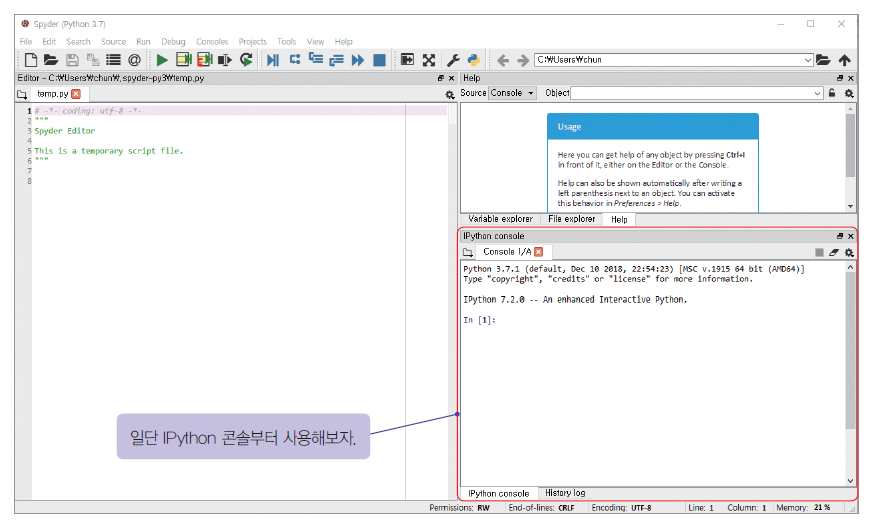 Spyder (Python 3.7)
File Edit Search Source Run Debug Consoles Projects Tools View Help
C:₩Users₩chun
Editor - C:₩Users₩chun₩.spyder-py3₩temp.py
temp.py
1 # -*- coding: utf-8 -*-
2 """
3 Spyder Editor
4
5 This is a temporary script file.
6 """
7
8
Help
Source Console Object
Usage
Here you can get help of any object by pressing Ctrl+I
in front of it, either on the Editor or the Console.
Help can also be shown automatically after writing a
left parenthesis next to an object. You can activate
this behavior in Preferences > Help.
Variable explorer File explorer Help
IPython console
Console 1/A
Python 3.7.1 (default, Dec 10 2018, 22:54:23) [MSC v.1915 64 bit (AMD64)]
Type "copyright", "credits" or "license" for more information.
IPython 7.2.0 -- An enhanced Interactive Python.
In [1]:
일단 IPython 콘솔부터 사용해보자.
IPython console History log
Permissions: RW End-of-lines: CRLF Encoding: UTF-8 Line: 1 Column: 1 Memory: 21 %